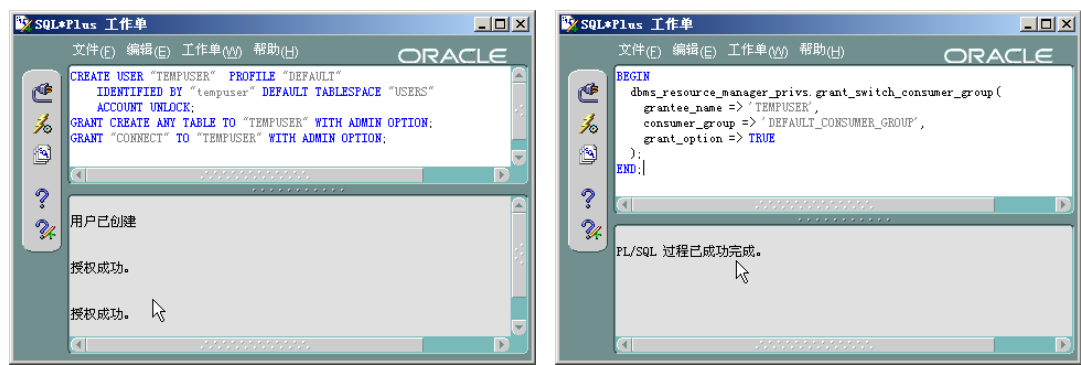 SQL*Plus 工作单
文件(F) 编辑(E) 工作单(W) 帮助(H)
ORACLE
CREATE USER "TEMPUSER"  PROFILE "DEFAULT"
    IDENTIFIED BY "tempuser" DEFAULT TABLESPACE "USERS"
    ACCOUNT UNLOCK;
GRANT CREATE ANY TABLE TO "TEMPUSER" WITH ADMIN OPTION;
GRANT "CONNECT" TO "TEMPUSER" WITH ADMIN OPTION;
用户已创建
授权成功。
授权成功。
SQL*Plus 工作单
文件(F) 编辑(E) 工作单(W) 帮助(H)
ORACLE
BEGIN
  dbms_resource_manager_privs.grant_switch_consumer_group(
    grantee_name => 'TEMPUSER',
    consumer_group => 'DEFAULT_CONSUMER_GROUP',
    grant_option => TRUE
  );
END;
PL/SQL 过程已成功完成。